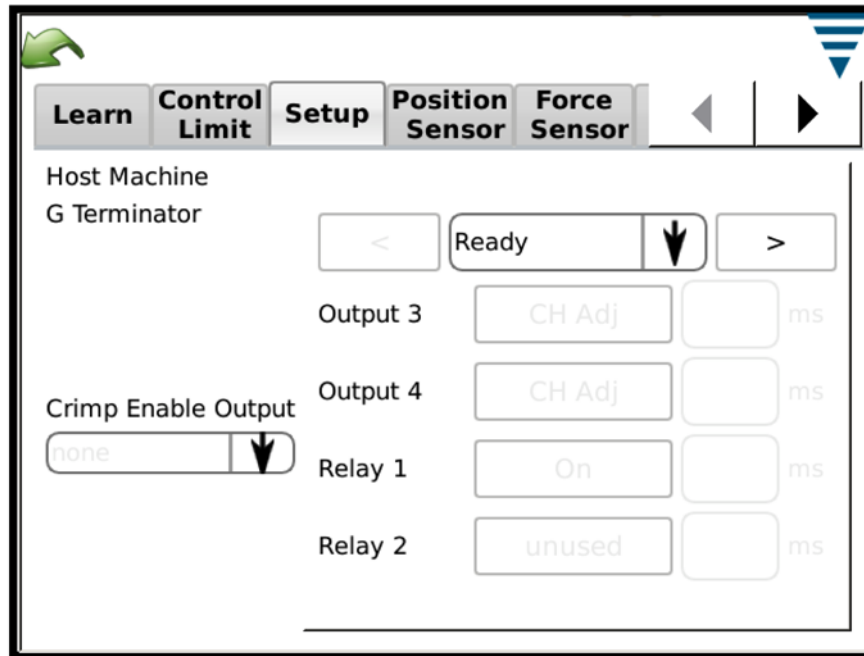 Learn
Control
Limit
Setup
Position
Sensor
Force
Sensor
Host Machine
G Terminator
<
Ready
>
Output 3
CH Adj
ms
Output 4
CH Adj
ms
Crimp Enable Output
none
Relay 1
On
ms
Relay 2
unused
ms